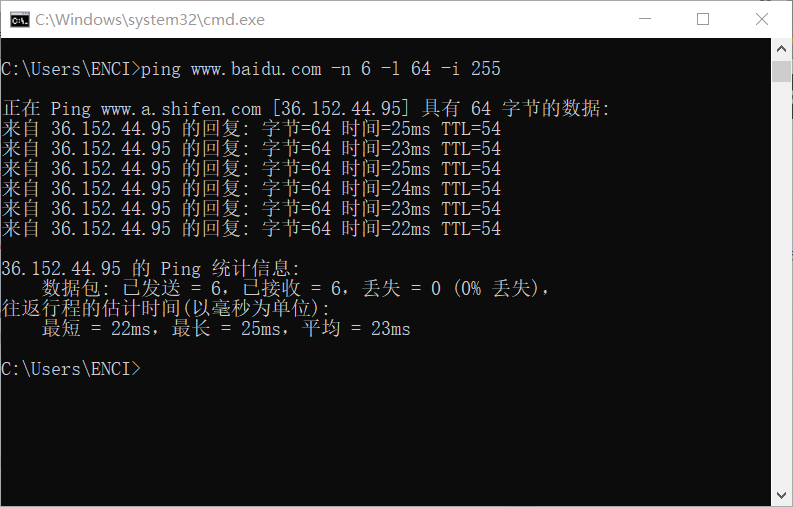 C:\Windows\system32\cmd.exe
C:\Users\ENCI>ping www.baidu.com -n 6 -l 64 -i 255
正在 Ping www.a.shifen.com [36.152.44.95] 具有 64 字节的数据:
来自 36.152.44.95 的回复: 字节=64 时间=25ms TTL=54
来自 36.152.44.95 的回复: 字节=64 时间=23ms TTL=54
来自 36.152.44.95 的回复: 字节=64 时间=25ms TTL=54
来自 36.152.44.95 的回复: 字节=64 时间=24ms TTL=54
来自 36.152.44.95 的回复: 字节=64 时间=23ms TTL=54
来自 36.152.44.95 的回复: 字节=64 时间=22ms TTL=54
36.152.44.95 的 Ping 统计信息:
数据包: 已发送 = 6，已接收 = 6，丢失 = 0 (0% 丢失)，
往返行程的估计时间(以毫秒为单位):
最短 = 22ms，最长 = 25ms，平均 = 23ms
C:\Users\ENCI>